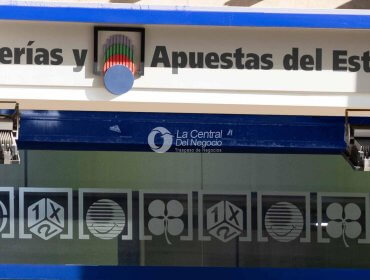 erías y Apuestas del Est
La Central
Del Negocio
Traspaso de Negocios
1X2
1X2